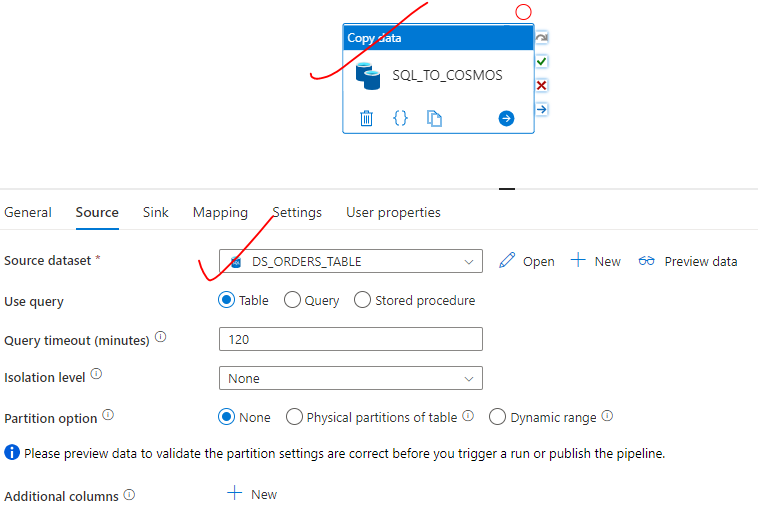 Copy data
SQL_TO_COSMOS
General Source Sink Mapping Settings User properties
Source dataset * DS_ORDERS_TABLE Open New Preview data
Use query Table Query Stored procedure
Query timeout (minutes) 120
Isolation level None
Partition option None Physical partitions of table Dynamic range
Please preview data to validate the partition settings are correct before you trigger a run or publish the pipeline.
Additional columns New